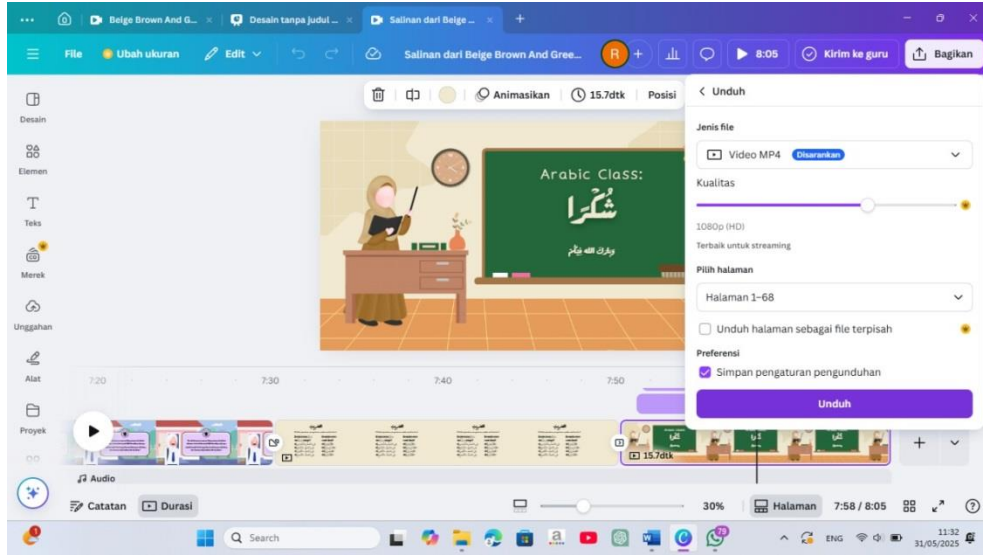 Beige Brown And G...
Desain tanpa judul ...
Salinan dari Beige ...
File
Ubah ukuran
Edit
Salinan dari Beige Brown And Gree...
R
8:05
Kirim ke guru
Bagikan
Desain
Elemen
Teks
Merek
Unggahan
Alat
Proyek
Animasikan
15.7dtk
Posisi
Arabic Class:
شُكْرًا
وبارك الله فيكم
Unduh
Jenis file
Video MP4
Disarankan
Kualitas
1080p (HD)
Terbaik untuk streaming
Pilih halaman
Halaman 1-68
Unduh halaman sebagai file terpisah
Preferensi
Simpan pengaturan pengunduhan
Unduh
7:20
7:30
7:40
7:50
15.7dtk
Audio
Catatan
Durasi
30%
Halaman
7:58 / 8:05
Search
79
ENG
11:32
31/05/2025